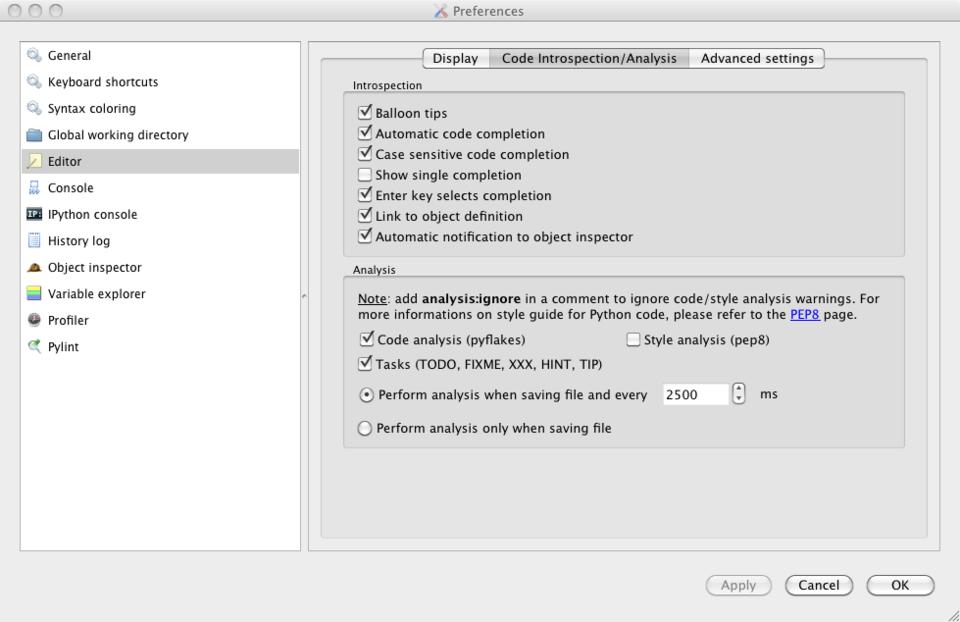 Preferences
General
Keyboard shortcuts
Syntax coloring
Global working directory
Editor
Console
IP: IPython console
History log
Object inspector
Variable explorer
Profiler
Pylint
Display Code Introspection/Analysis Advanced settings
Introspection
Balloon tips
Automatic code completion
Case sensitive code completion
Show single completion
Enter key selects completion
Link to object definition
Automatic notification to object inspector
Analysis
Note: add analysis:ignore in a comment to ignore code/style analysis warnings. For
more informations on style guide for Python code, please refer to the PEP8 page.
Code analysis (pyflakes) Style analysis (pep8)
Tasks (TODO, FIXME, XXX, HINT, TIP)
Perform analysis when saving file and every 2500 ms
Perform analysis only when saving file
Apply Cancel OK